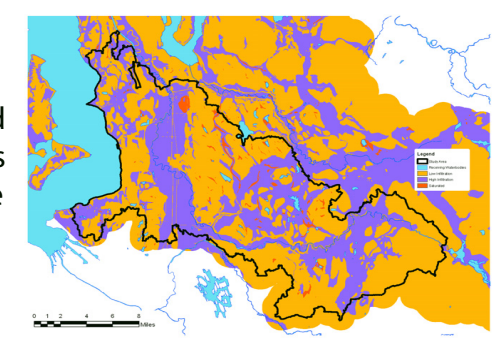 d
s
e
Legend
Study Area
Receiving Waterbodies
Low Infiltration
High Infiltration
Saturated
0 1 2 4 6 8
Miles